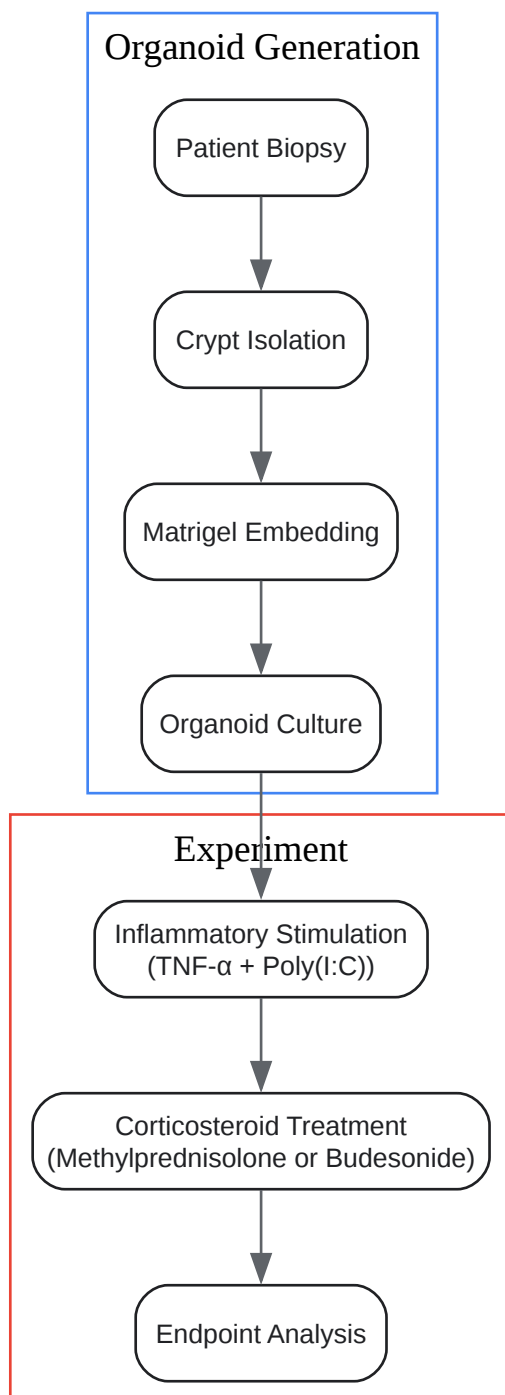 Organoid Generation
Patient Biopsy
Crypt Isolation
Matrigel Embedding
Organoid Culture
Experiment
Inflammatory Stimulation
(TNF-α + Poly(I:C))
Corticosteroid Treatment
(Methylprednisolone or Budesonide)
Endpoint Analysis